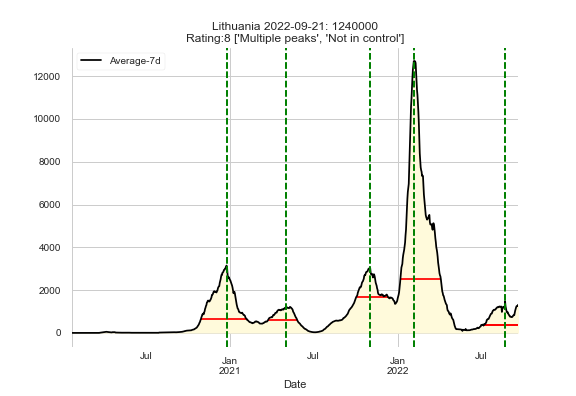 Lithuania 2022-09-21: 1240000
Rating:8 ['Multiple peaks', 'Not in control']
Average-7d
12000
10000
8000
6000
4000
2000
0
Jul
Jan
2021
Jul
Jan
2022
Jul
Date